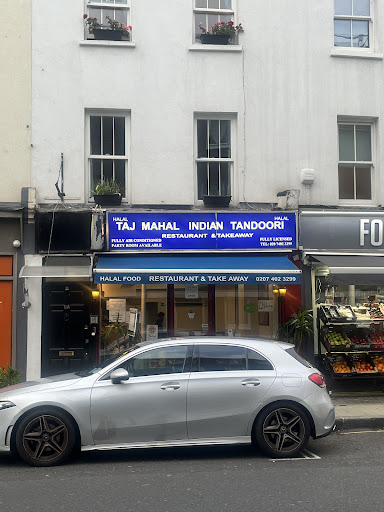 HALAL
HALAL
TAJ MAHAL INDIAN TANDOORI
RESTAURANT & TAKEAWAY
FULLY AIR CONDITIONED
PARTY ROOM AVAILABLE
FULLY LICENSED
HALAL FOOD RESTAURANT & TAKE AWAY 0207 402 3299
FO